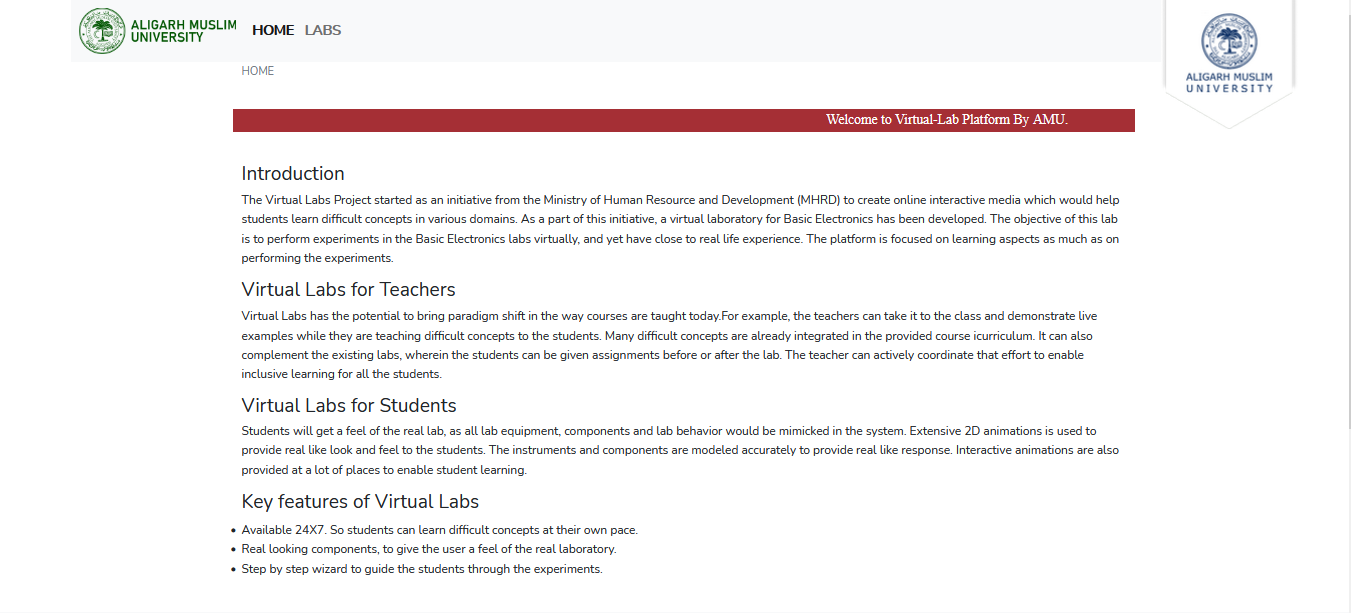 ALIGARH MUSLIM
UNIVERSITY
HOME LABS
ALIGARH MUSLIM
UNIVERSITY
HOME
Welcome to Virtual-Lab Platform By AMU.
Introduction
The Virtual Labs Project started as an initiative from the Ministry of Human Resource and Development (MHRD) to create online interactive media which would help
students learn difficult concepts in various domains. As a part of this initiative, a virtual laboratory for Basic Electronics has been developed. The objective of this lab
is to perform experiments in the Basic Electronics labs virtually, and yet have close to real life experience. The platform is focused on learning aspects as much as on
performing the experiments.
Virtual Labs for Teachers
Virtual Labs has the potential to bring paradigm shift in the way courses are taught today.For example, the teachers can take it to the class and demonstrate live
examples while they are teaching difficult concepts to the students. Many difficult concepts are already integrated in the provided course icurriculum. It can also
complement the existing labs, wherein the students can be given assignments before or after the lab. The teacher can actively coordinate that effort to enable
inclusive learning for all the students.
Virtual Labs for Students
Students will get a feel of the real lab, as all lab equipment, components and lab behavior would be mimicked in the system. Extensive 2D animations is used to
provide real like look and feel to the students. The instruments and components are modeled accurately to provide real like response. Interactive animations are also
provided at a lot of places to enable student learning.
Key features of Virtual Labs
• Available 24X7. So students can learn difficult concepts at their own pace.
• Real looking components, to give the user a feel of the real laboratory.
• Step by step wizard to guide the students through the experiments.